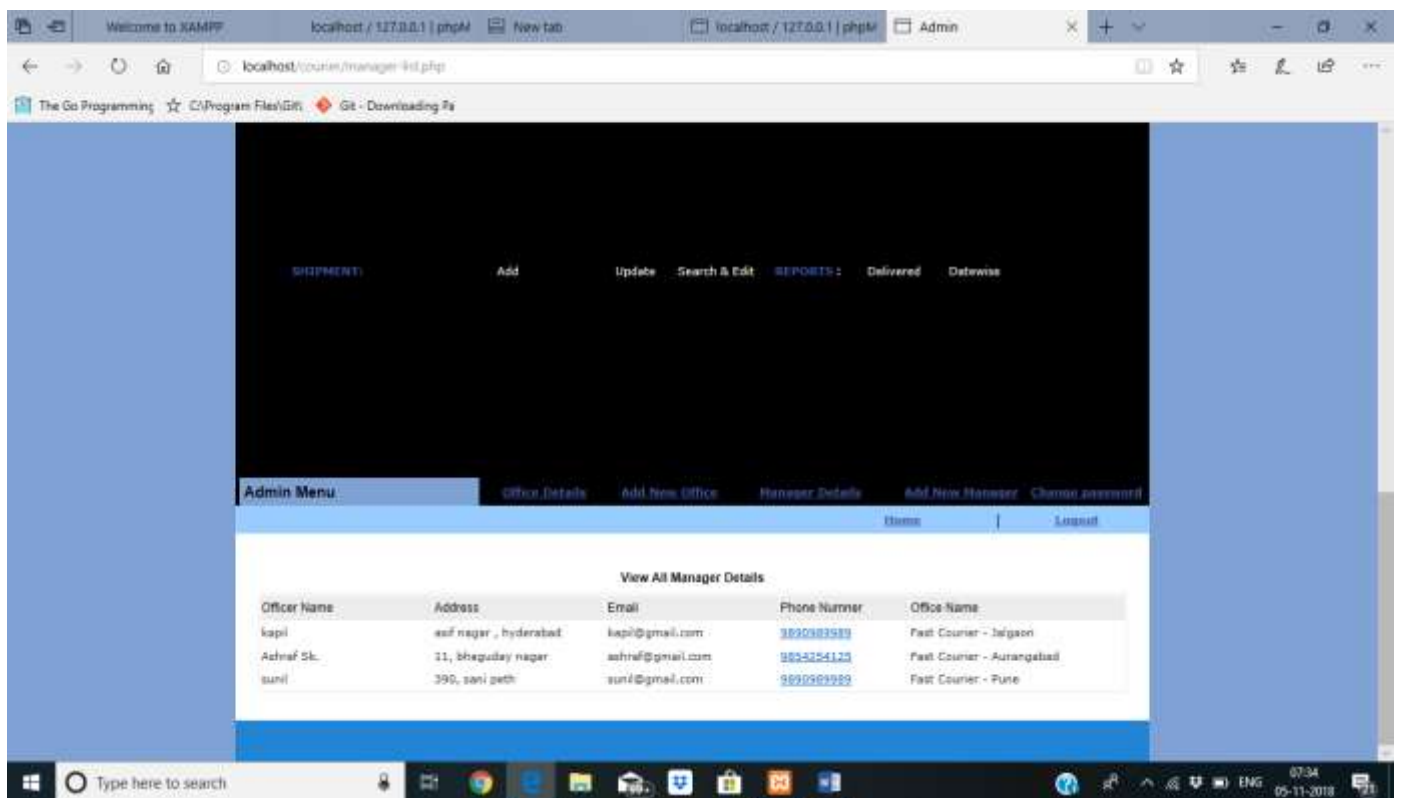 Welcome to XAMPP localhost / 127.0.0.1 | phpM New tab localhost / 127.0.0.1 | phpM Admin
localhost/courier/manager-list.php
The Go Programming C:\Program Files\Git\ Git - Downloading Pa
SHIPMENT: Add Update Search & Edit REPORTS : Delivered Datewise
Admin Menu Office Details Add New Office Manager Details Add New Manager Change password
Home | Logout
View All Manager Details
Officer Name Address Email Phone Numner Office Name
kapil asif nagar , hyderabad kapil@gmail.com 9890989989 Fast Courier - Jalgaon
Ashraf Sk. 11, bhaguday nagar ashraf@gmail.com 9854254125 Fast Courier - Aurangabad
sunil 390, sani peth sunil@gmail.com 9890989989 Fast Courier - Pune
Type here to search ENG 07:34
05-11-2018